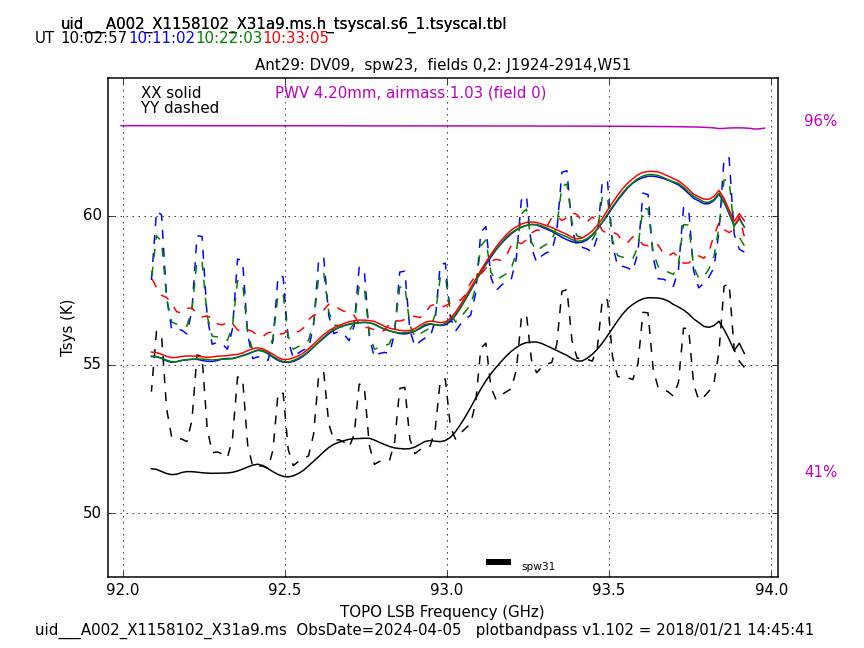 uid___A002_X1158102_X31a9.ms.h_tsyscal.s6_1.tsyscal.tbl
UT 10:02:57 10:11:02 10:22:03 10:33:05
Ant29: DV09, spw23, fields 0,2: J1924-2914,W51
XX solid
PWV 4.20mm, airmass 1.03 (field 0)
YY dashed
96%
60
55
50
41%
Tsys (K)
spw31
92.0 92.5 93.0 93.5 94.0
TOPO LSB Frequency (GHz)
uid___A002_X1158102_X31a9.ms ObsDate=2024-04-05 plotbandpass v1.102 = 2018/01/21 14:45:41